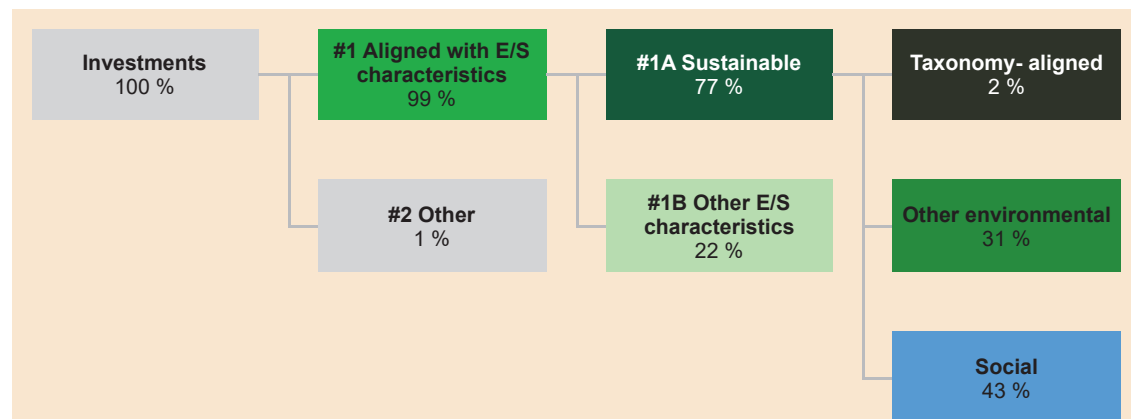 Investments
100 %
#1 Aligned with E/S
characteristics
99 %
#1A Sustainable
77 %
Taxonomy- aligned
2 %
#2 Other
1 %
#1B Other E/S
characteristics
22 %
Other environmental
31 %
Social
43 %